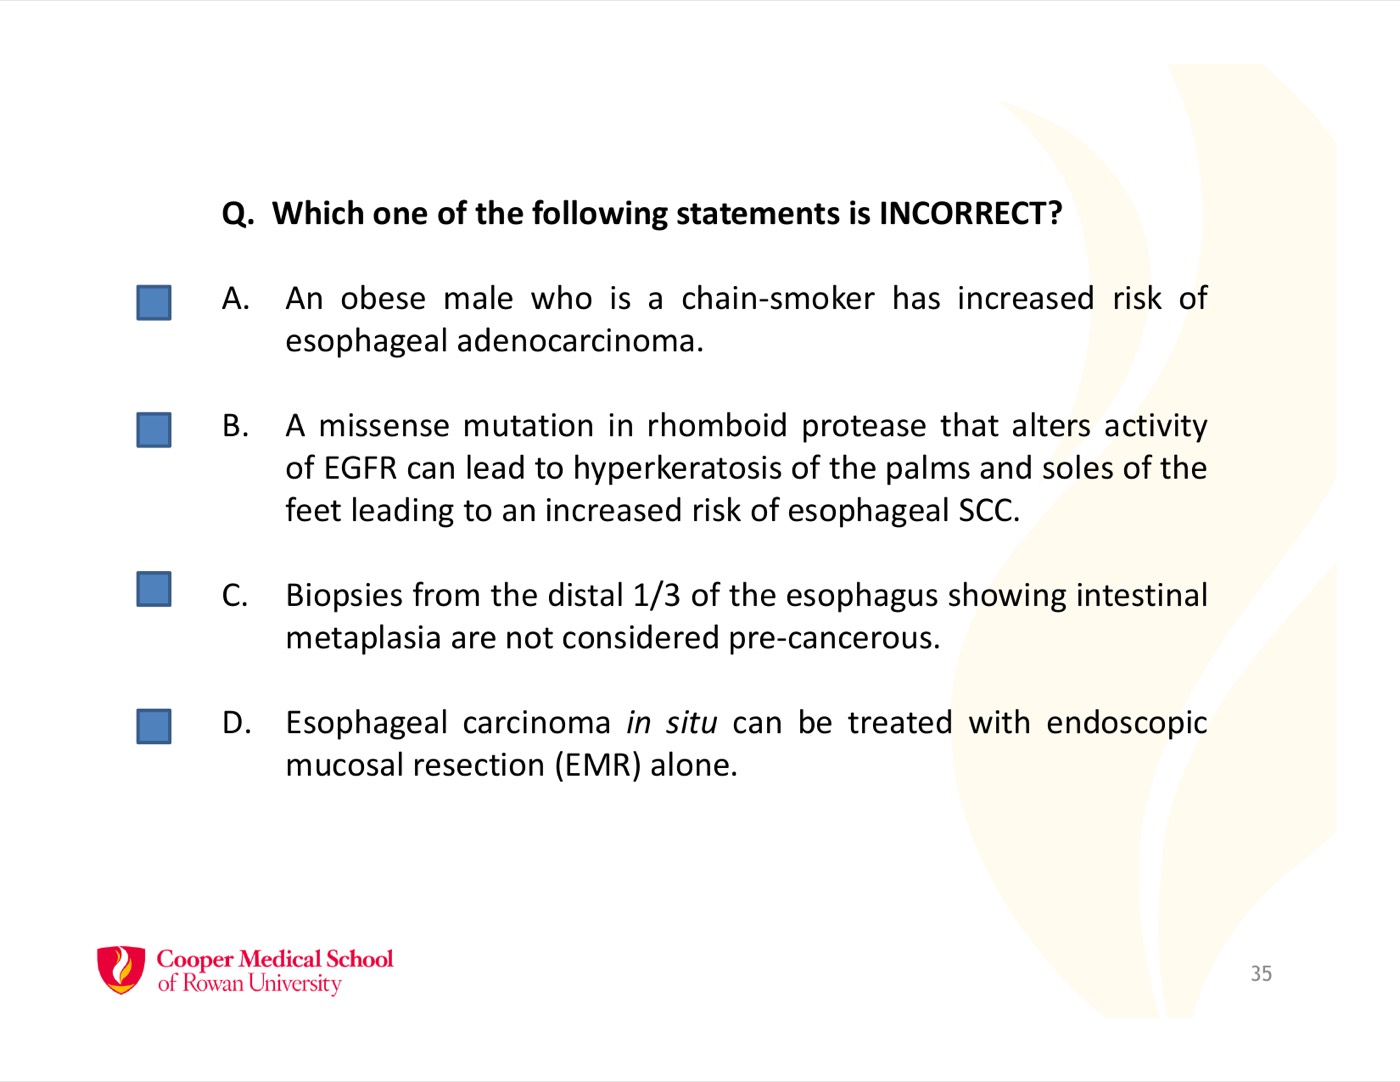 Q. Which one of the following statements is INCORRECT?
A. An obese male who is a chain-smoker has increased risk of
esophageal adenocarcinoma.
B. A missense mutation in rhomboid protease that alters activity
of EGFR can lead to hyperkeratosis of the palms and soles of the
feet leading to an increased risk of esophageal SCC.
C. Biopsies from the distal 1/3 of the esophagus showing intestinal
metaplasia are not considered pre-cancerous.
D. Esophageal carcinoma in situ can be treated with endoscopic
mucosal resection (EMR) alone.
Cooper Medical School
of Rowan University
35